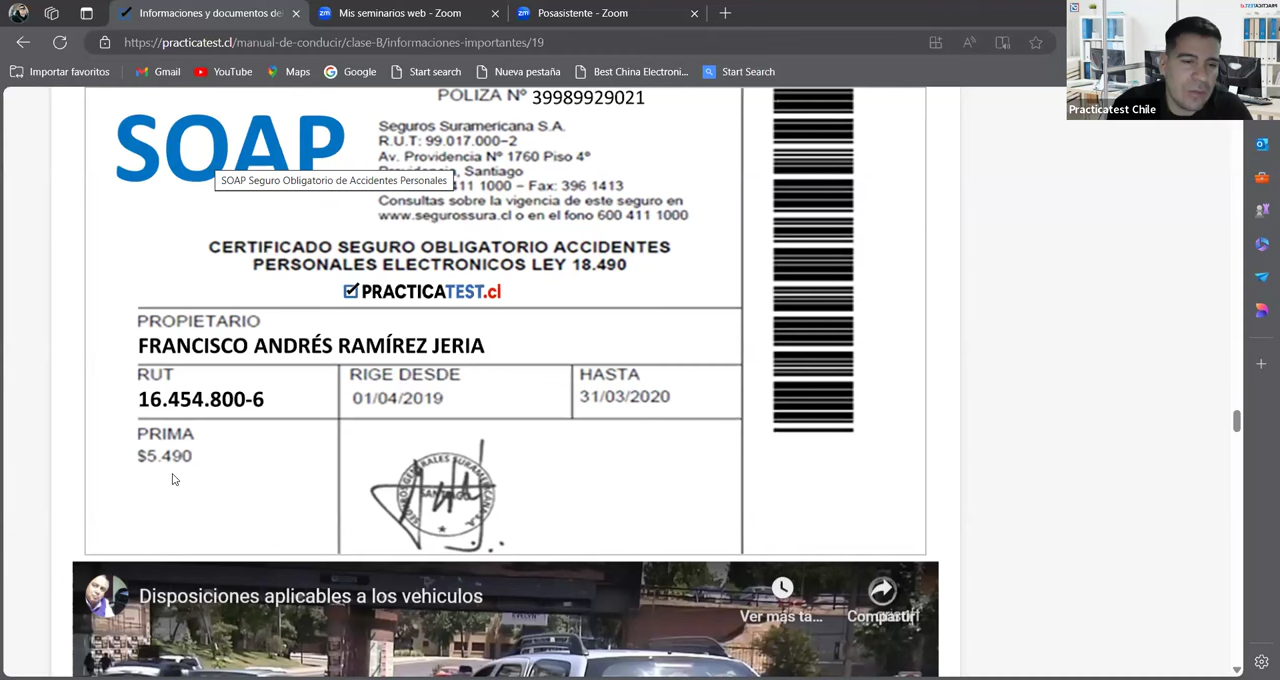 Informaciones y documentos del
Mis seminarios web - Zoom
Posasistente - Zoom
https://practicatest.cl/manual-de-conducir/clase-B/informaciones-importantes/19
Importar favoritos
Gmail
YouTube
Maps
Google
Start search
Nueva pestaña
Best China Electroni...
Start Search
Practicatest Chile
POLIZA Nº 39989929021
SOAP
Seguros Suramericana S.A.
R.U.T: 99.017.000-2
Av. Providencia Nº 1760 Piso 4º
Santiago
411 1000 - Fax: 396 1413
Consultas sobre la vigencia de este seguro en
www.segurossura.cl o en el fono 600 411 1000
SOAP Seguro Obligatorio de Accidentes Personales
CERTIFICADO SEGURO OBLIGATORIO ACCIDENTES
PERSONALES ELECTRONICOS LEY 18.490
PRACTICATEST.cl
PROPIETARIO
FRANCISCO ANDRÉS RAMÍREZ JERIA
RUT
16.454.800-6
RIGE DESDE
01/04/2019
HASTA
31/03/2020
PRIMA
$5.490
SANTIAGO
Disposiciones aplicables a los vehiculos
Ver más ta...
Compartir